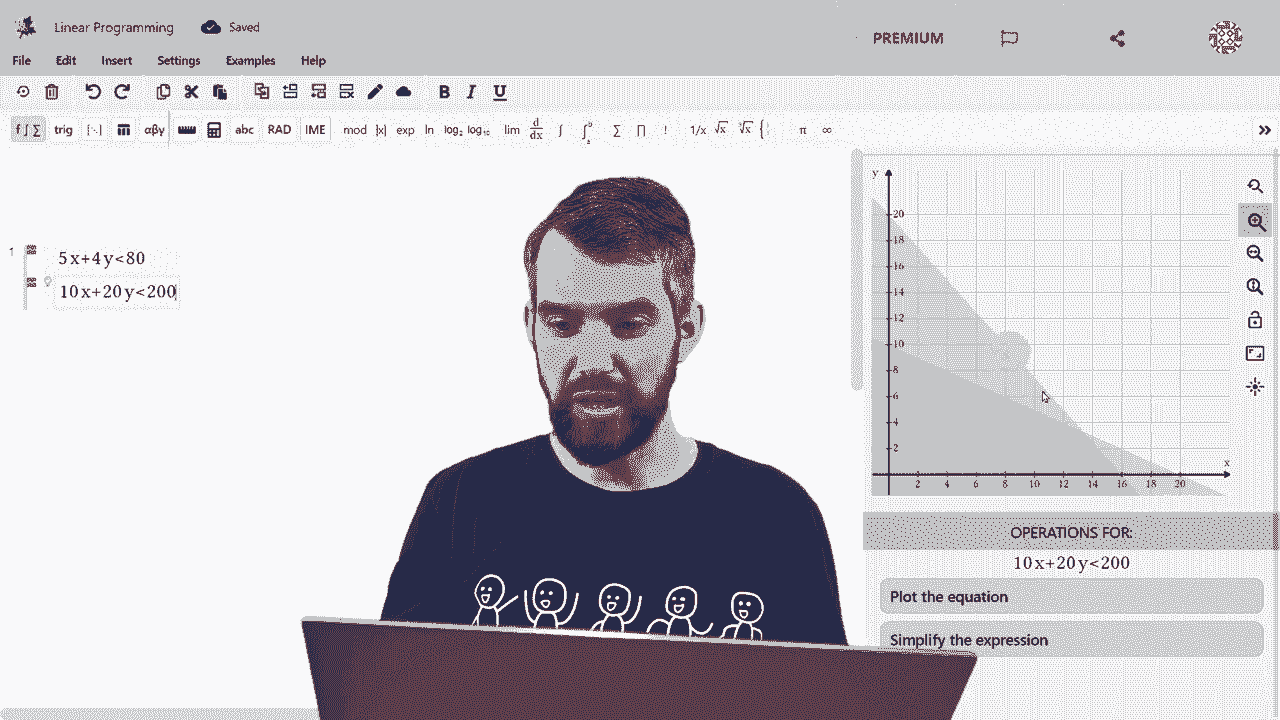 Linear Programming Saved
PREMIUM
File Edit Insert Settings Examples Help
B I U
f∫∑ trig [∴] αβγ abc RAD IME mod |x| exp ln log₂ log₁₀ lim d/dx ∫ ∫ ∑ ∏ ! 1/x √x ∛x { π ∞ »
1
5x+4y<80
10x+20y<200
y
20
18
16
14
12
10
8
6
4
2
x
2 4 6 8 10 12 14 16 18 20
OPERATIONS FOR:
10x+20y<200
Plot the equation
Simplify the expression